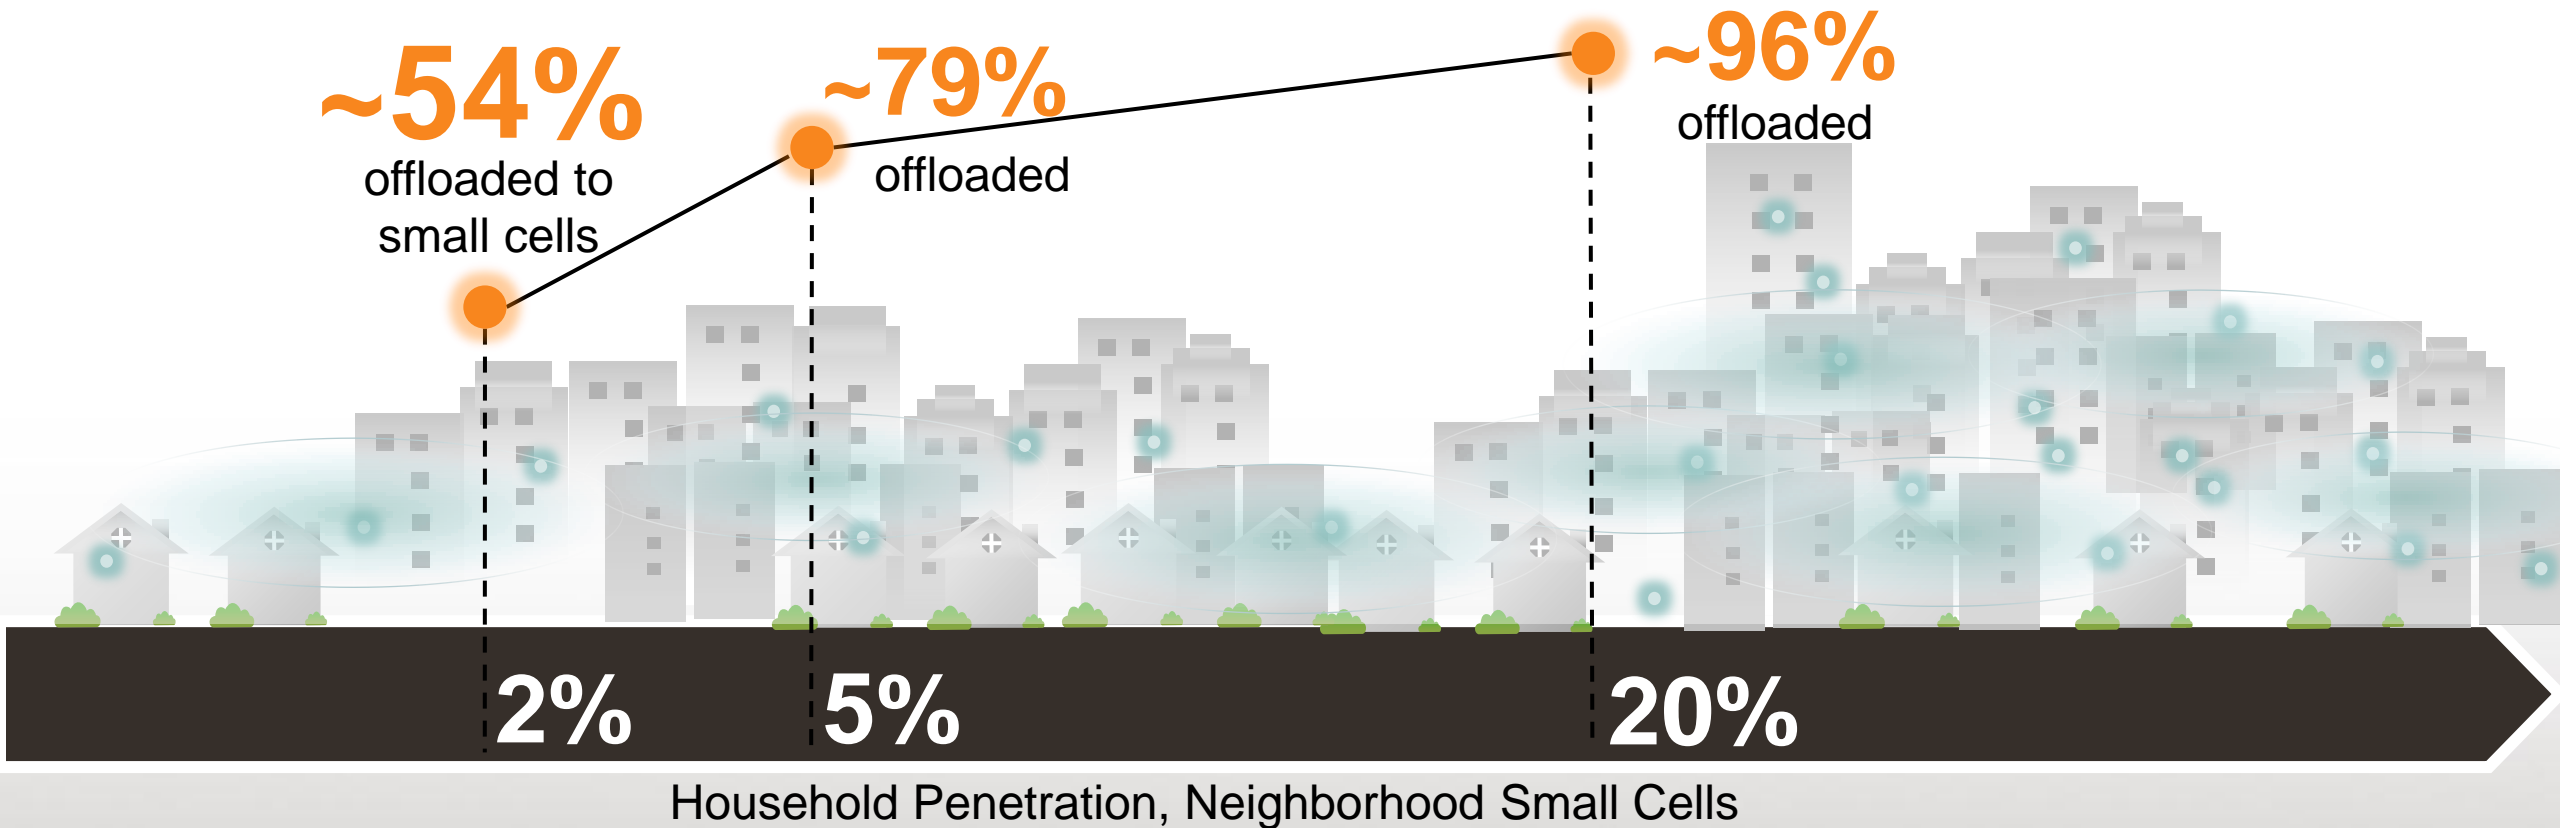 ~54%
offloaded to
small cells
~79%
offloaded
~96%
offloaded
2%
5%
20%
Household Penetration, Neighborhood Small Cells